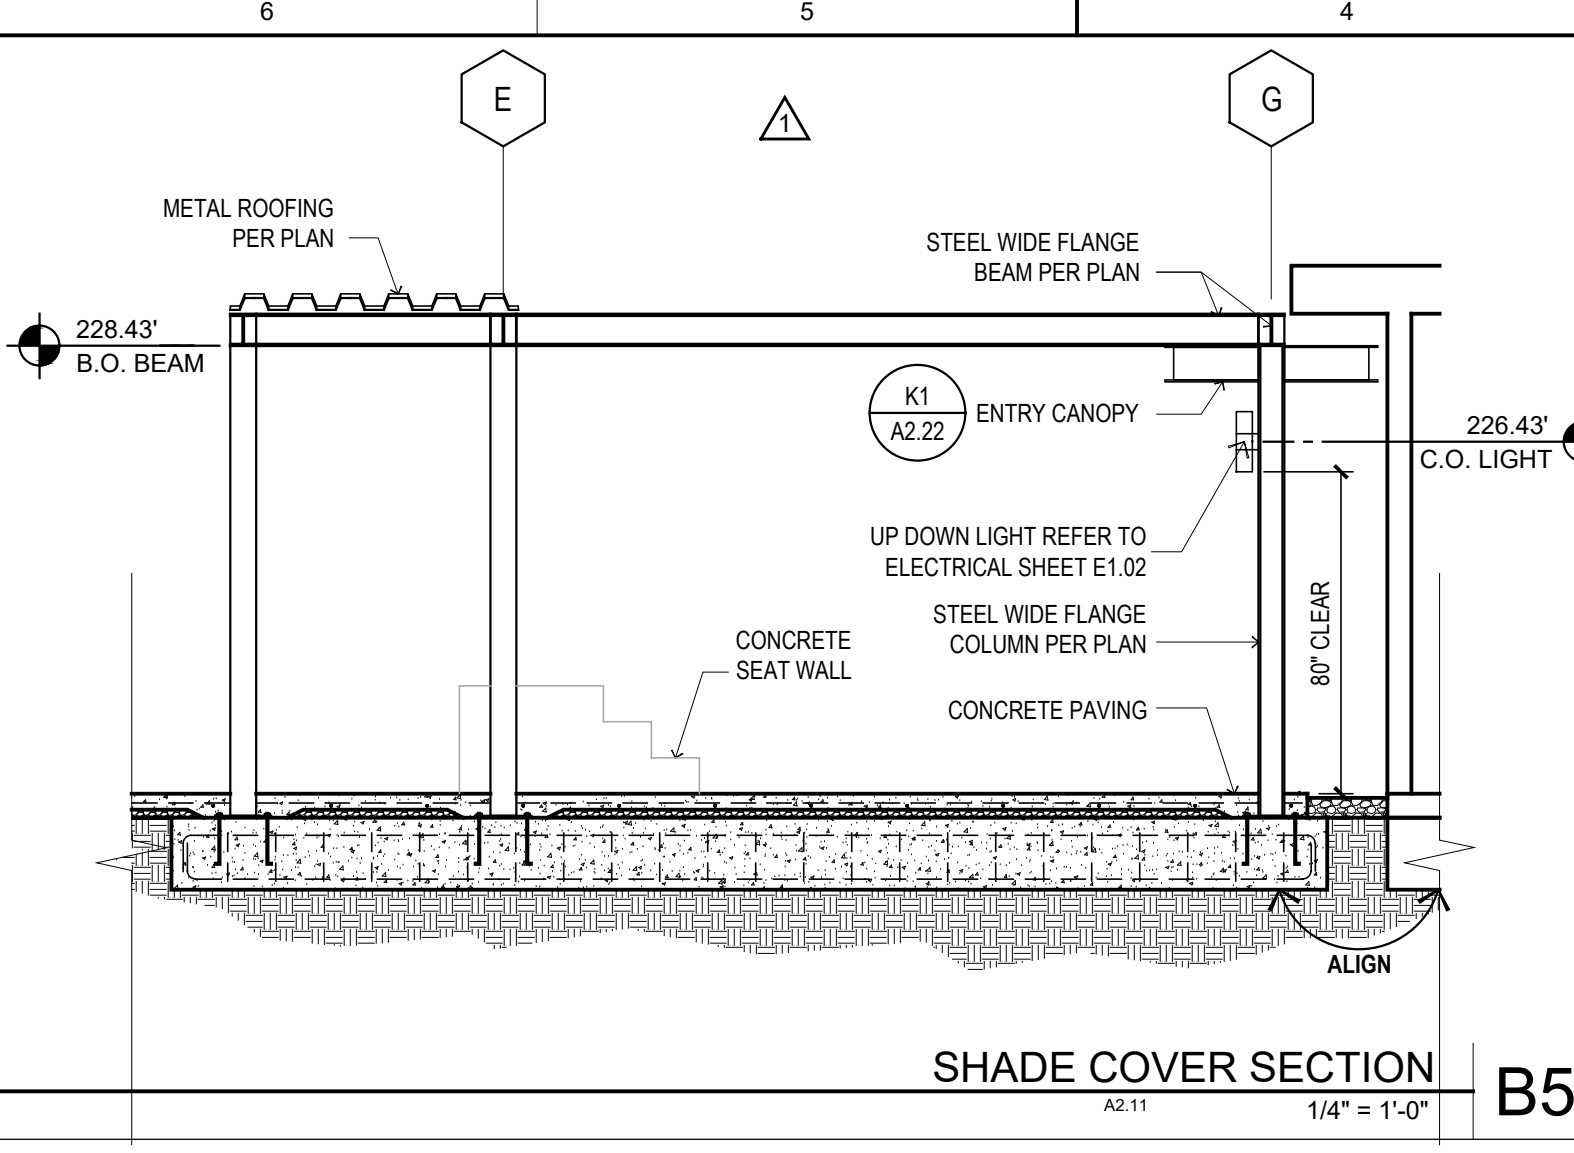 6
5
4
E
G
1
METAL ROOFING
PER PLAN
STEEL WIDE FLANGE
BEAM PER PLAN
228.43'
B.O. BEAM
K1
A2.22
ENTRY CANOPY
226.43'
C.O. LIGHT
UP DOWN LIGHT REFER TO
ELECTRICAL SHEET E1.02
80" CLEAR
STEEL WIDE FLANGE
COLUMN PER PLAN
CONCRETE
SEAT WALL
CONCRETE PAVING
ALIGN
SHADE COVER SECTION
A2.11
1/4" = 1'-0"
B5